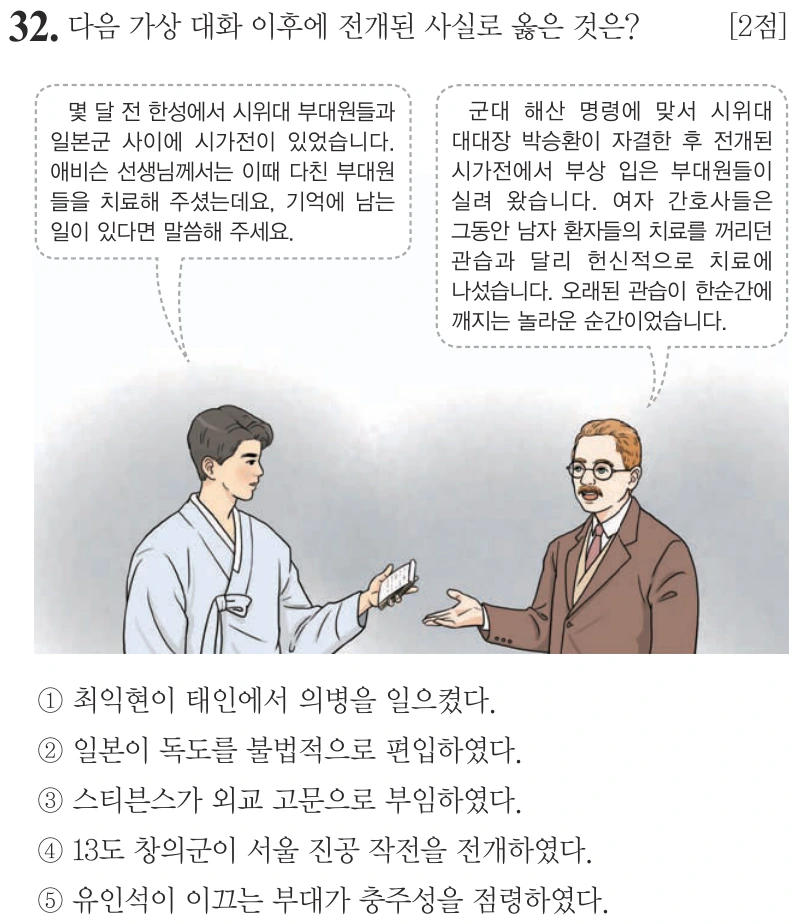 32. 다음 가상 대화 이후에 전개된 사실로 옳은 것은? [2점]
몇 달 전 한성에서 시위대 부대원들과
일본군 사이에 시가전이 있었습니다.
애비슨 선생님께서는 이때 다친 부대원
들을 치료해 주셨는데요, 기억에 남는
일이 있다면 말씀해 주세요.
군대 해산 명령에 맞서 시위대
대대장 박승환이 자결한 후 전개된
시가전에서 부상 입은 부대원들이
실려 왔습니다. 여자 간호사들은
그동안 남자 환자들의 치료를 꺼리던
관습과 달리 헌신적으로 치료에
나섰습니다. 오래된 관습이 한순간에
깨지는 놀라운 순간이었습니다.
① 최익현이 태인에서 의병을 일으켰다.
② 일본이 독도를 불법적으로 편입하였다.
③ 스티븐스가 외교 고문으로 부임하였다.
④ 13도 창의군이 서울 진공 작전을 전개하였다.
⑤ 유인석이 이끄는 부대가 충주성을 점령하였다.